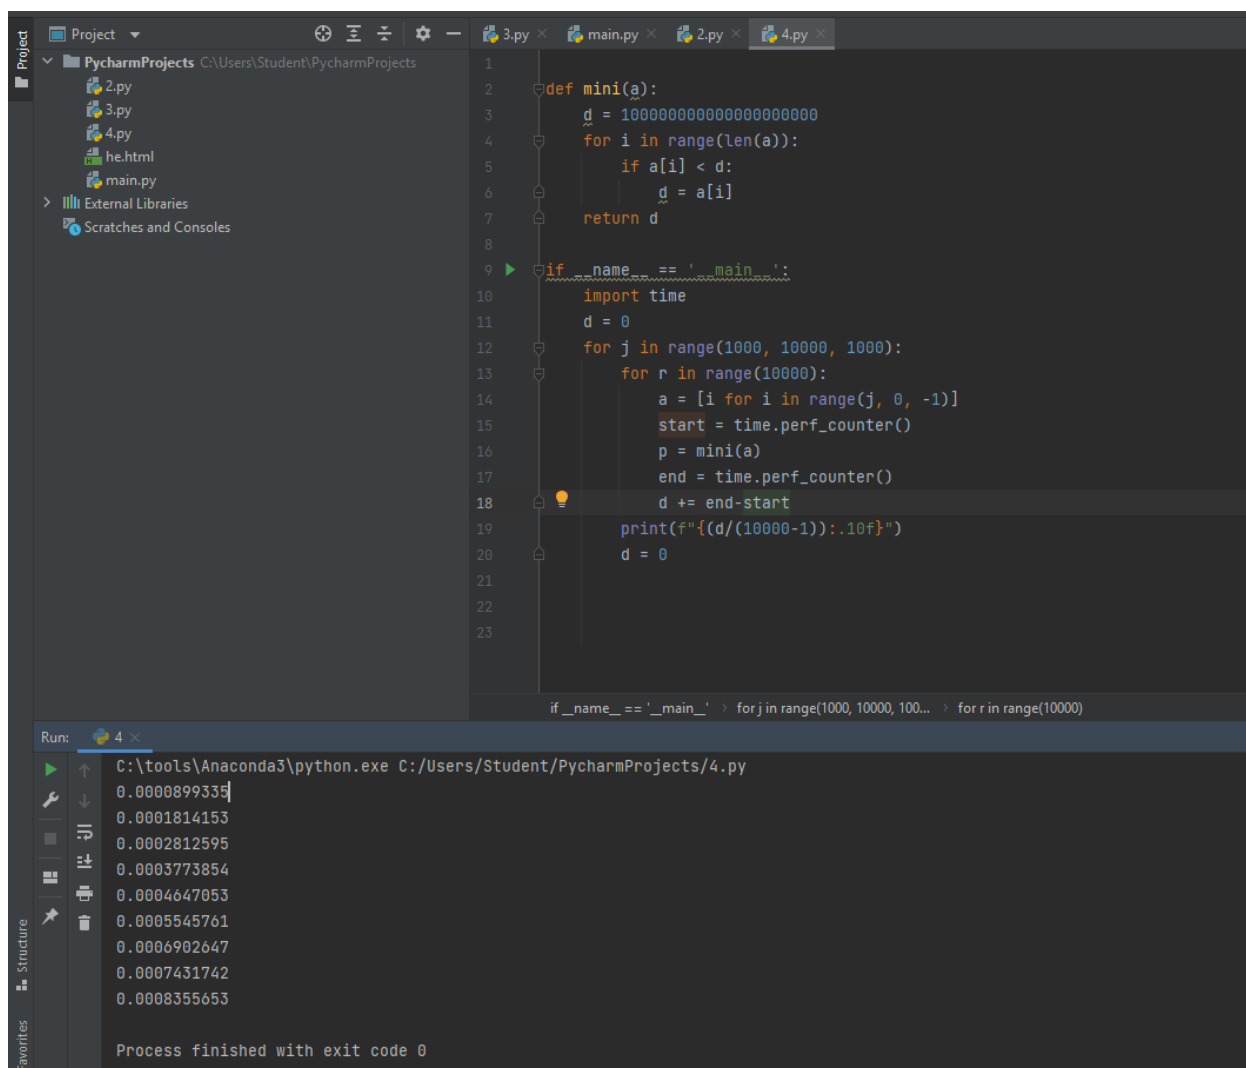 Project
Project
PycharmProjects C:\Users\Student\PycharmProjects
2.py
3.py
4.py
he.html
main.py
External Libraries
Scratches and Consoles
3.py
main.py
2.py
4.py
1
2 def mini(a):
3     d = 100000000000000000000
4     for i in range(len(a)):
5         if a[i] < d:
6             d = a[i]
7     return d
8
9 if __name__ == '__main__':
10     import time
11     d = 0
12     for j in range(1000, 10000, 1000):
13         for r in range(10000):
14             a = [i for i in range(j, 0, -1)]
15             start = time.perf_counter()
16             p = mini(a)
17             end = time.perf_counter()
18             d += end-start
19         print(f"{(d/(10000-1)):.10f}")
20         d = 0
21
22
23
if __name__ == '__main__' › for j in range(1000, 10000, 100... › for r in range(10000)
Run: 4
C:\tools\Anaconda3\python.exe C:/Users/Student/PycharmProjects/4.py
0.0000899335
0.0001814153
0.0002812595
0.0003773854
0.0004647053
0.0005545761
0.0006902647
0.0007431742
0.0008355653
Process finished with exit code 0
Structure
avorites